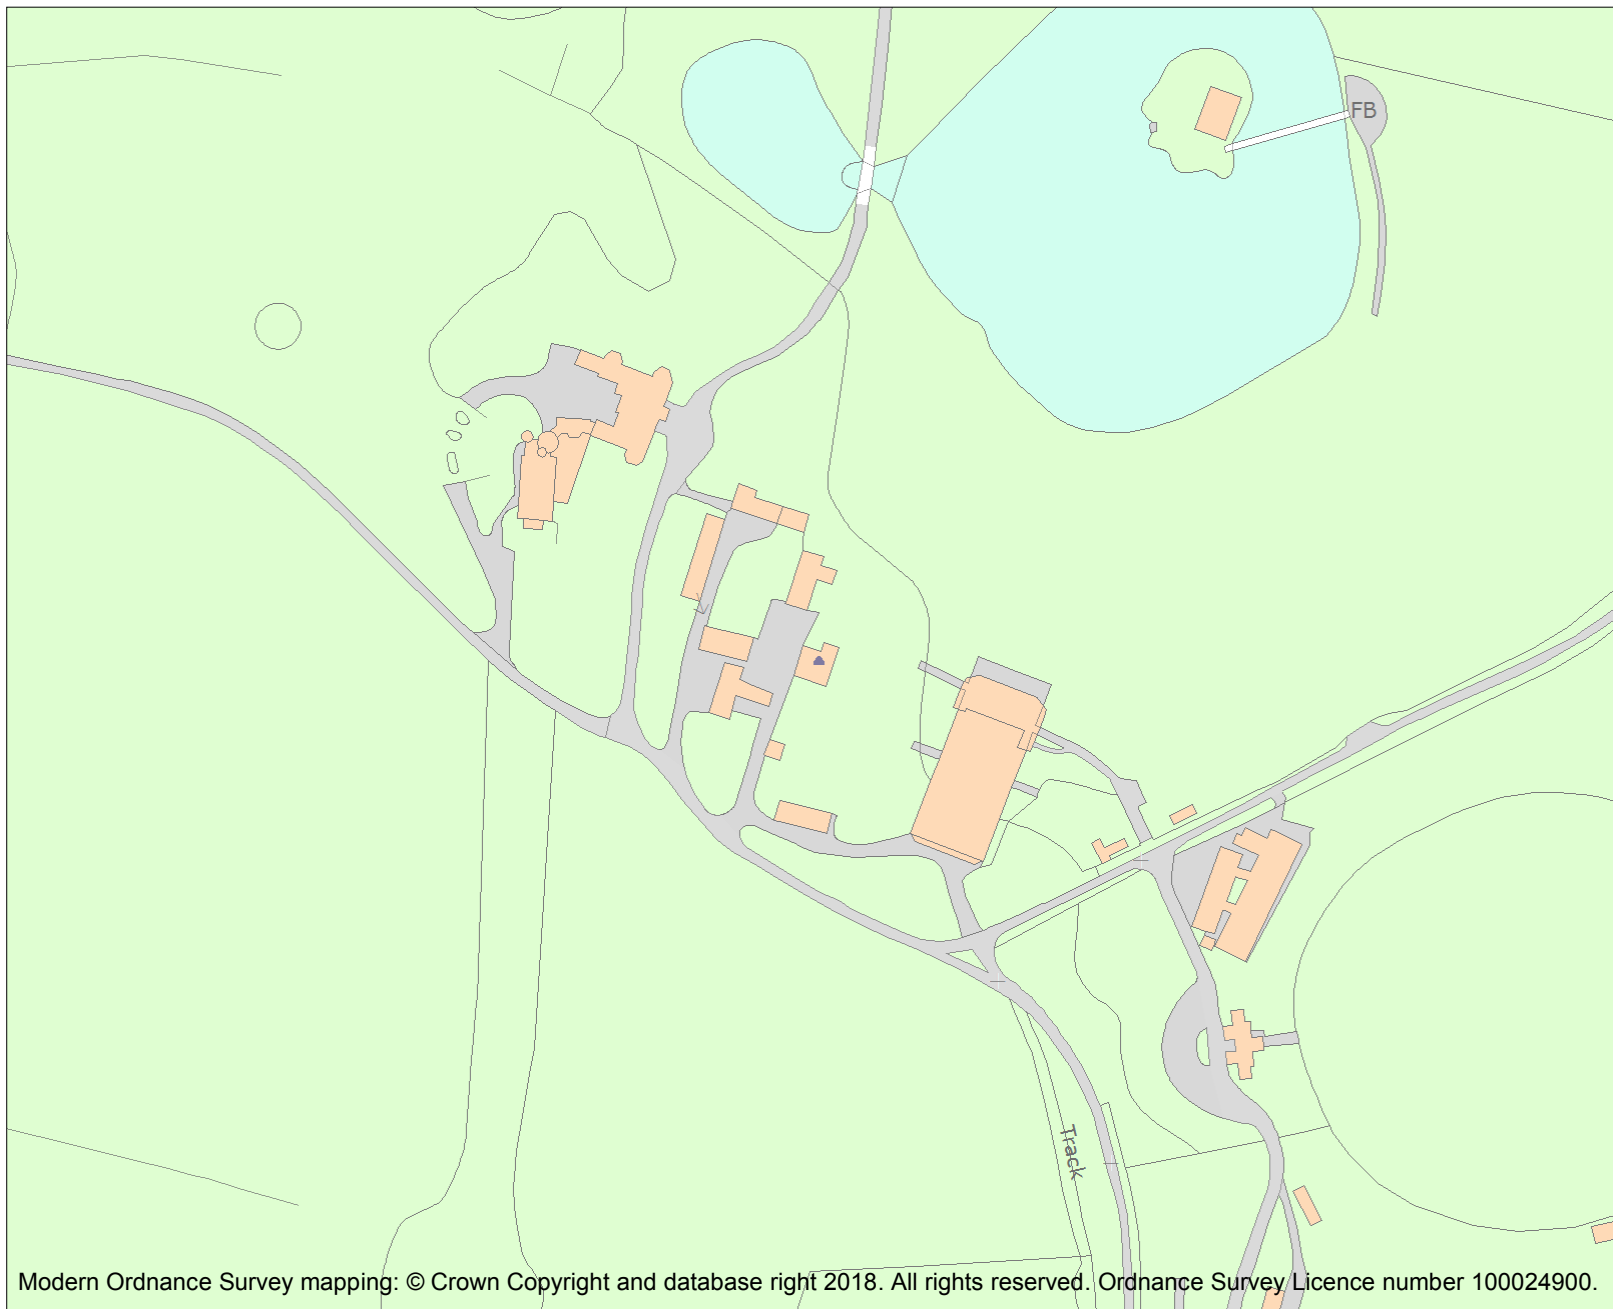 FB
Track
Modern Ordnance Survey mapping: © Crown Copyright and database right 2018. All rights reserved. Ordnance Survey Licence number 100024900.